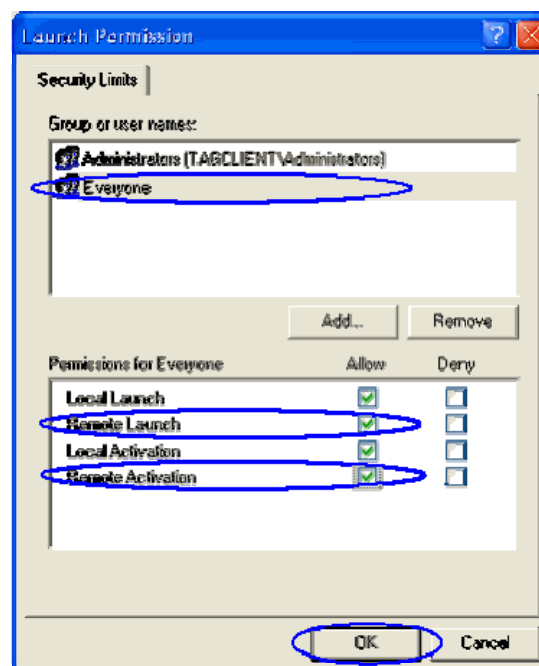 Launch Permission
Security Limits
Group or user names:
Administrators (TAGCLIENT\Administrators)
Everyone
Add... Remove
Permissions for Everyone Allow Deny
Local Launch
Remote Launch
Local Activation
Remote Activation
OK Cancel